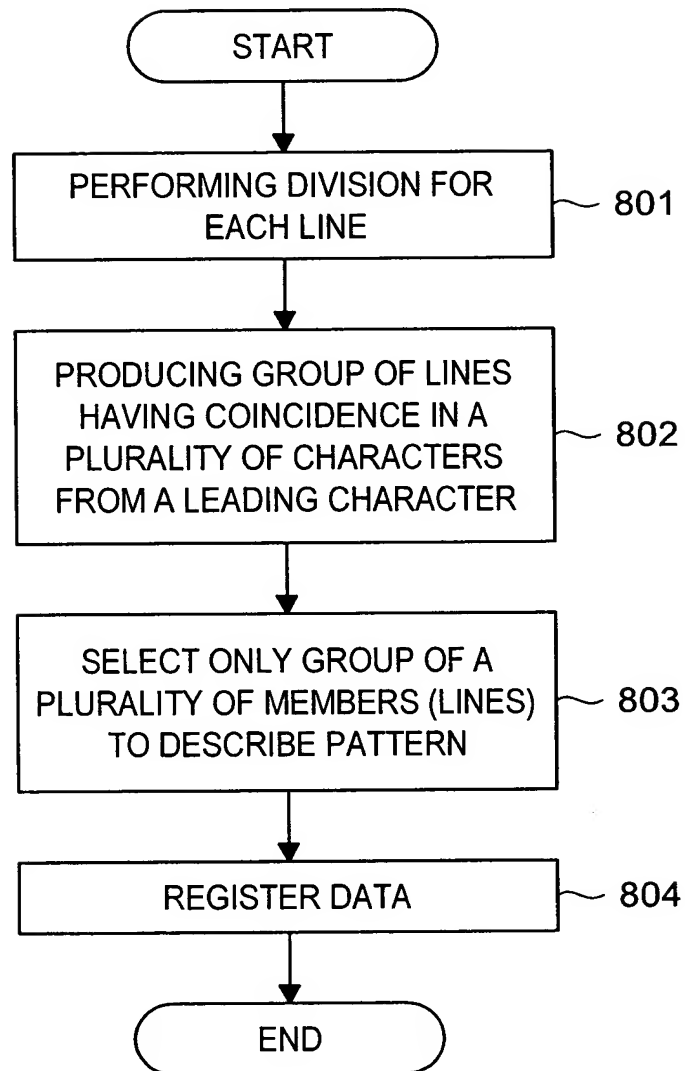 START
PERFORMING DIVISION FOR
EACH LINE
801
PRODUCING GROUP OF LINES
HAVING COINCIDENCE IN A
PLURALITY OF CHARACTERS
FROM A LEADING CHARACTER
802
SELECT ONLY GROUP OF A
PLURALITY OF MEMBERS (LINES)
TO DESCRIBE PATTERN
803
REGISTER DATA
804
END